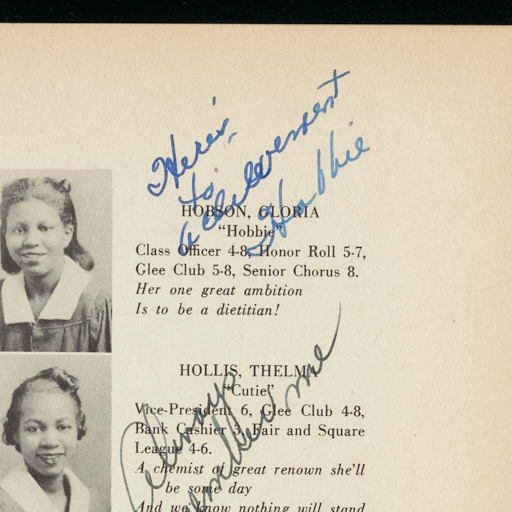 Here's
to
Achievement
Hobbie
HOBSON, GLORIA
"Hobbie"
Class Officer 4-8, Honor Roll 5-7,
Glee Club 5-8, Senior Chorus 8.
Her one great ambition
Is to be a dietitian!
HOLLIS, THELMA
"Cutie"
Vice-President 6, Glee Club 4-8,
Bank Cashier 3, Fair and Square
League 4-6.
A chemist of great renown she'll
be some day
And we know nothing will stand
Always
me